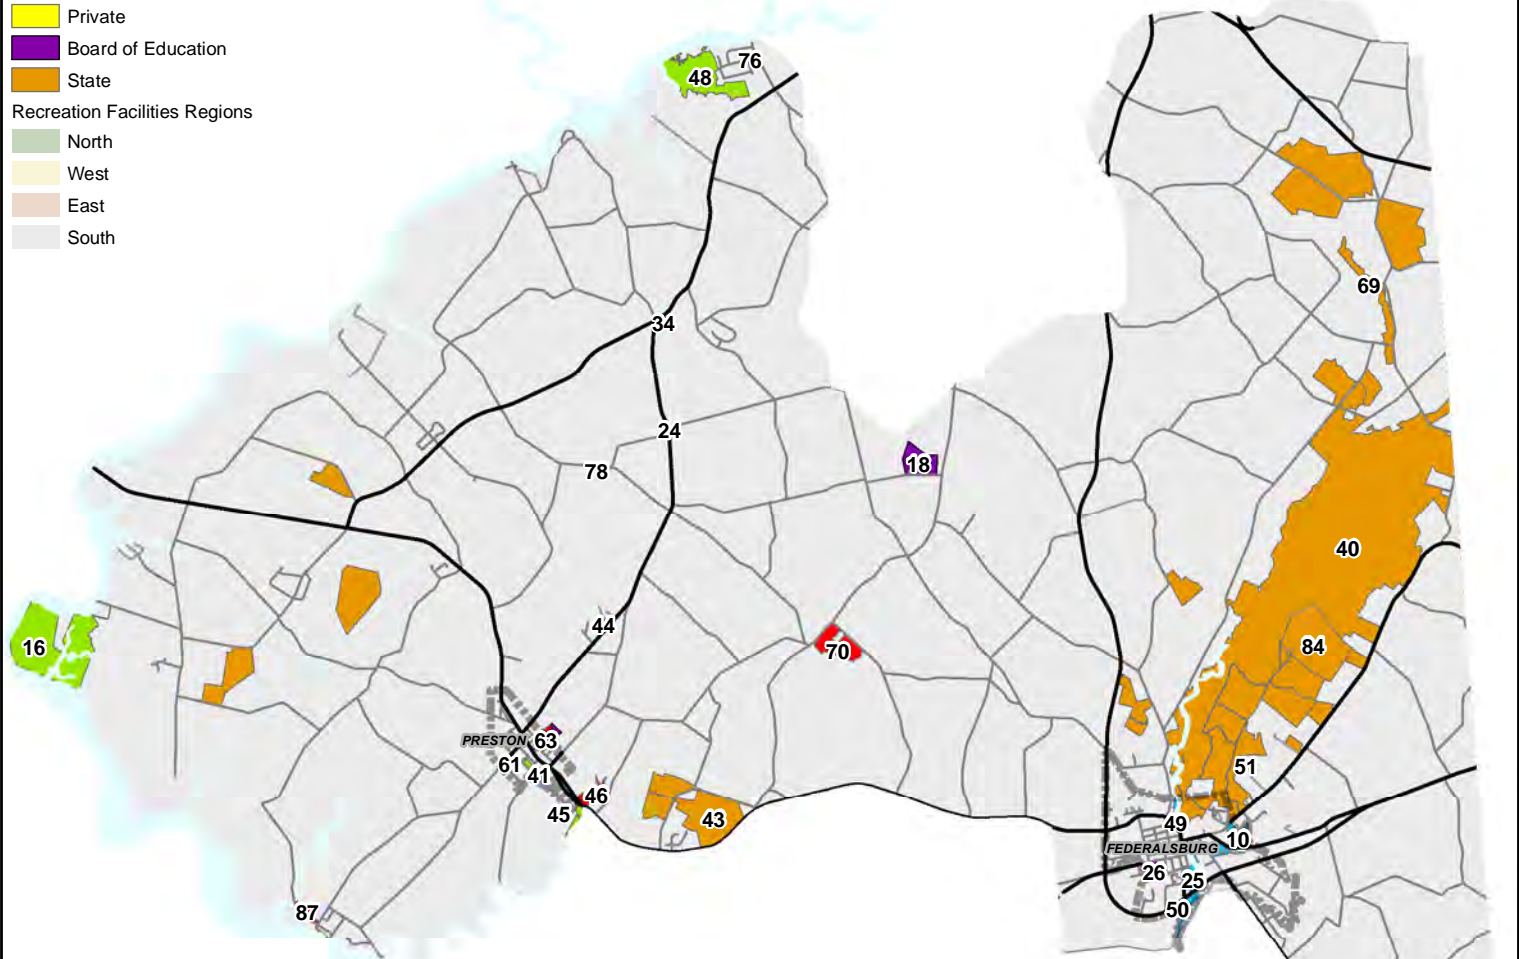 Private
Board of Education
State
Recreation Facilities Regions
North
West
East
South
48
76
69
34
24
78
18
40
16
44
70
84
PRESTON
63
61
41
46
45
43
51
49
10
FEDERALSBURG
26
25
50
87